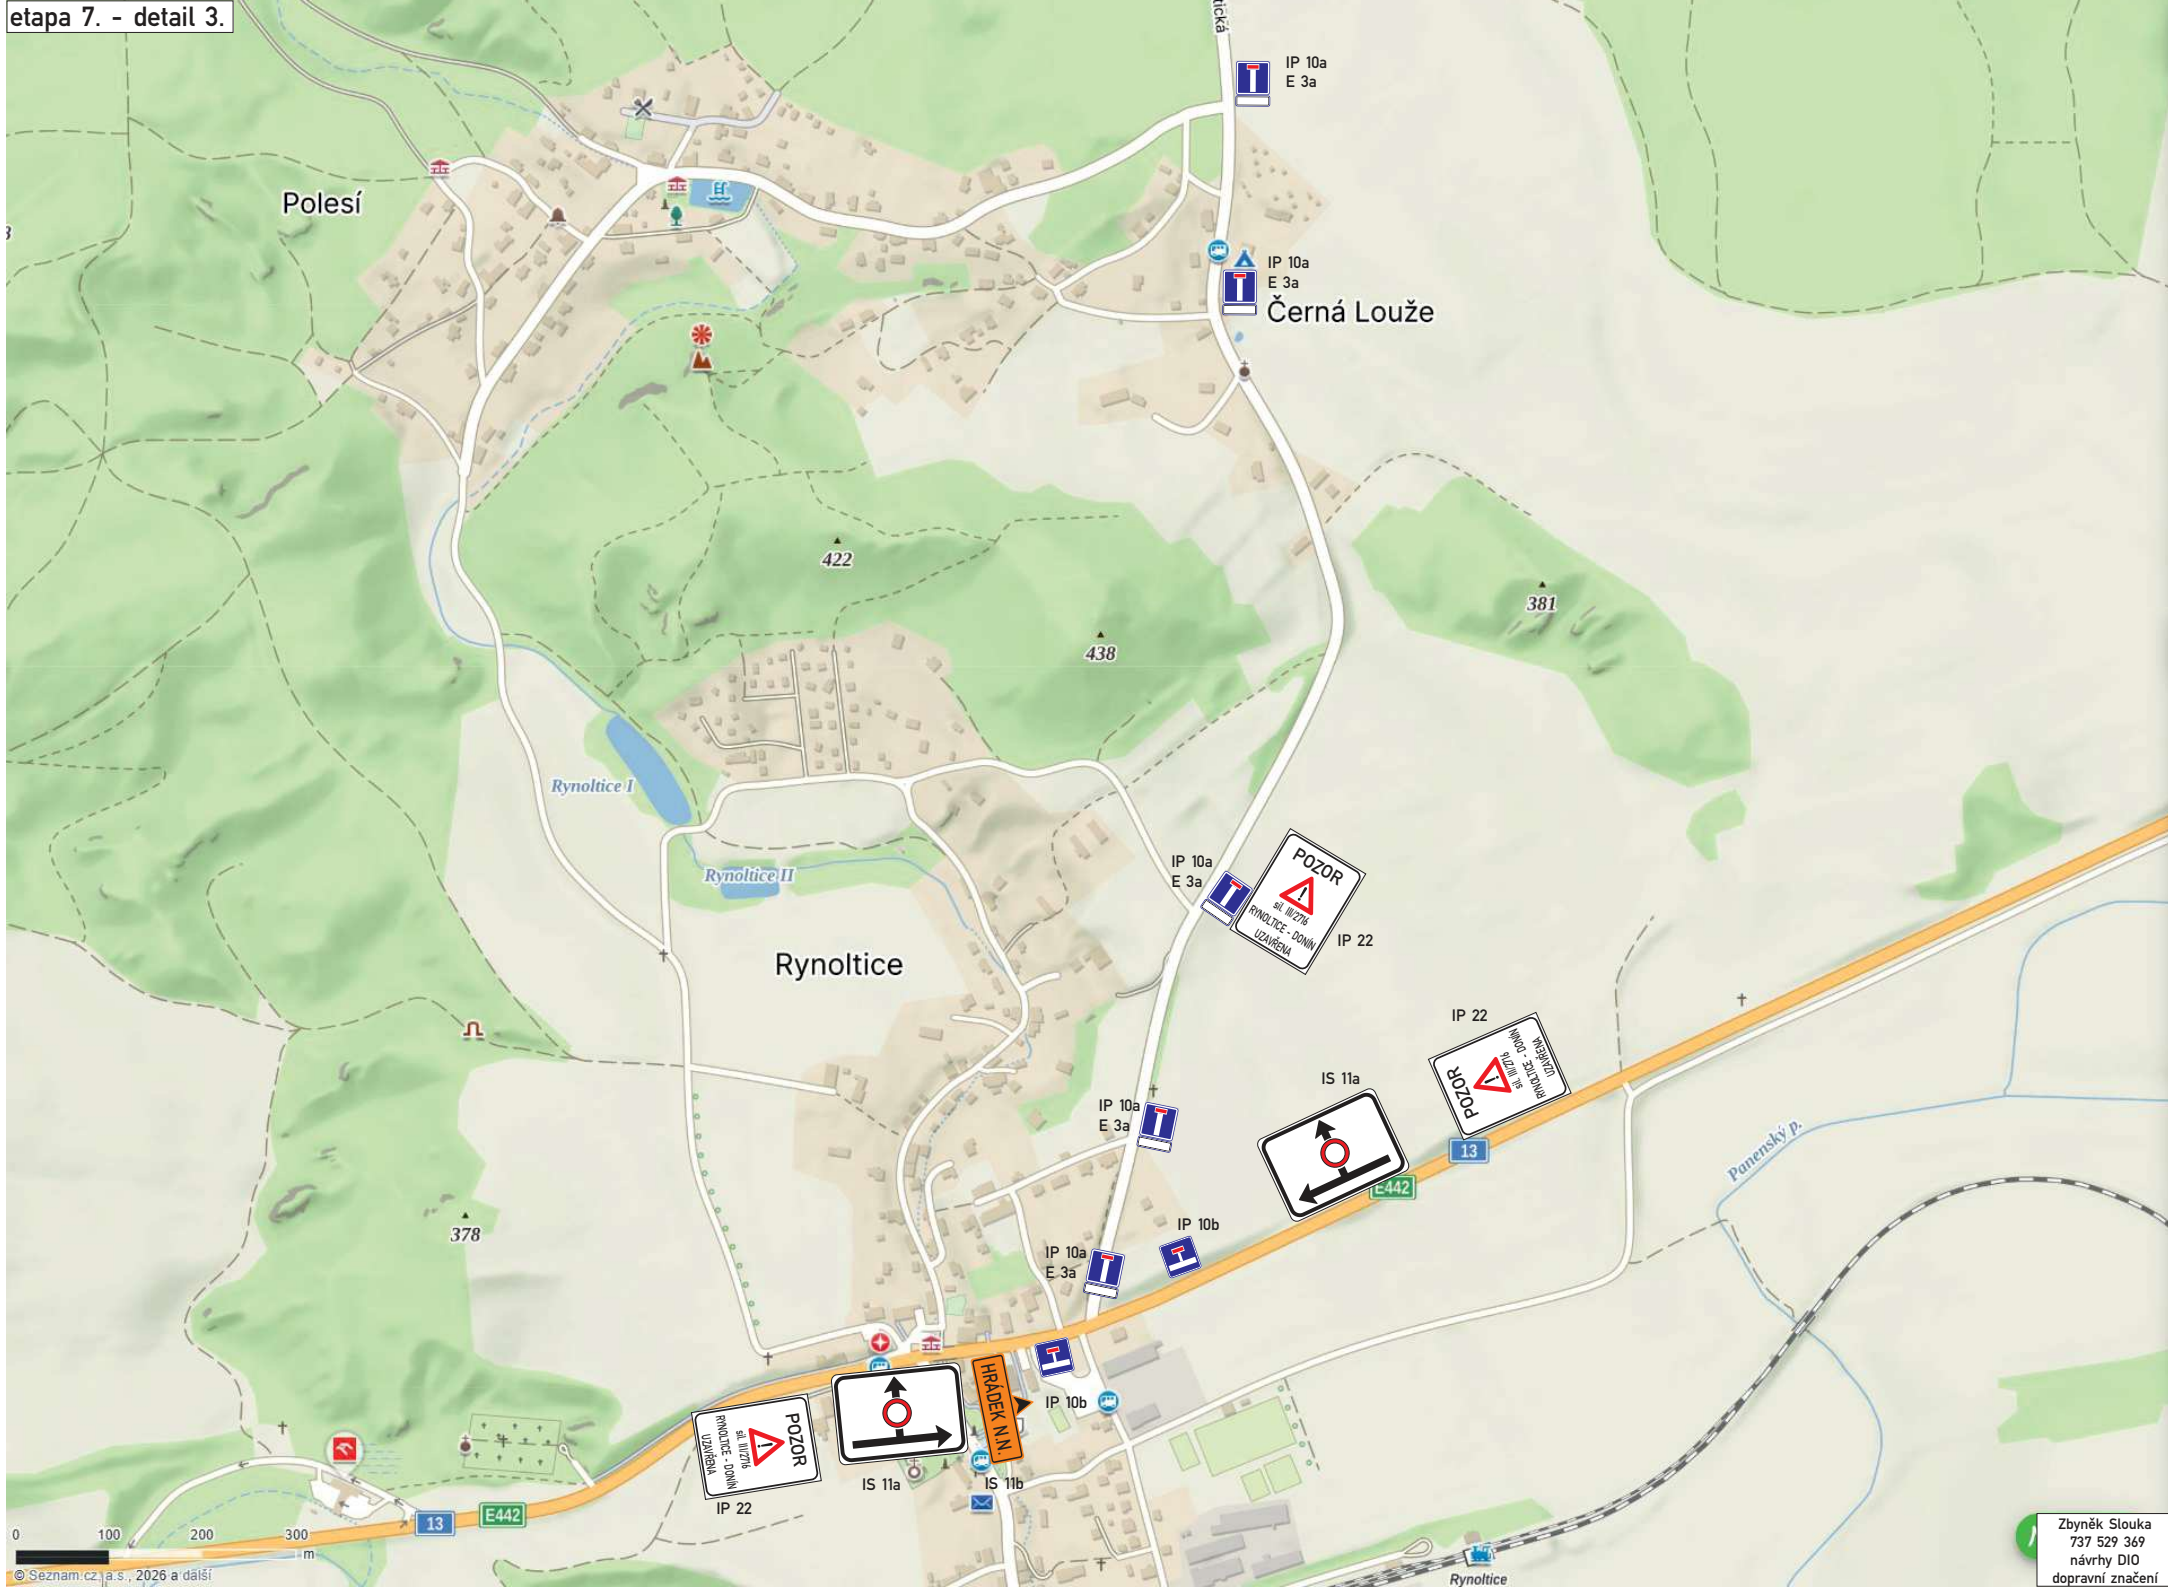 etapa 7. - detail 3.
tická
IP 10a
E 3a
Polesí
IP 10a
E 3a
Černá Louže
422
381
438
Rynoltice I
Rynoltice II
IP 10a
E 3a
POZOR
sil. III/2716
RYNOLTICE - DONÍN
UZAVŘENA
IP 22
Rynoltice
IP 22
POZOR
sil. III/2716
RYNOLTICE - DONÍN
UZAVŘENA
IS 11a
IP 10a
E 3a
13
Panenský p.
E442
IP 10b
378
IP 10a
E 3a
HRÁDEK N.N.
IP 10b
POZOR
sil. III/2716
RYNOLTICE - DONÍN
UZAVŘENA
IS 11a
IS 11b
IP 22
E442
13
0 100 200 300
m
© Seznam.cz, a.s., 2026 a další
Rynoltice
Zbyněk Slouka
737 529 369
návrhy DIO
dopravní značení